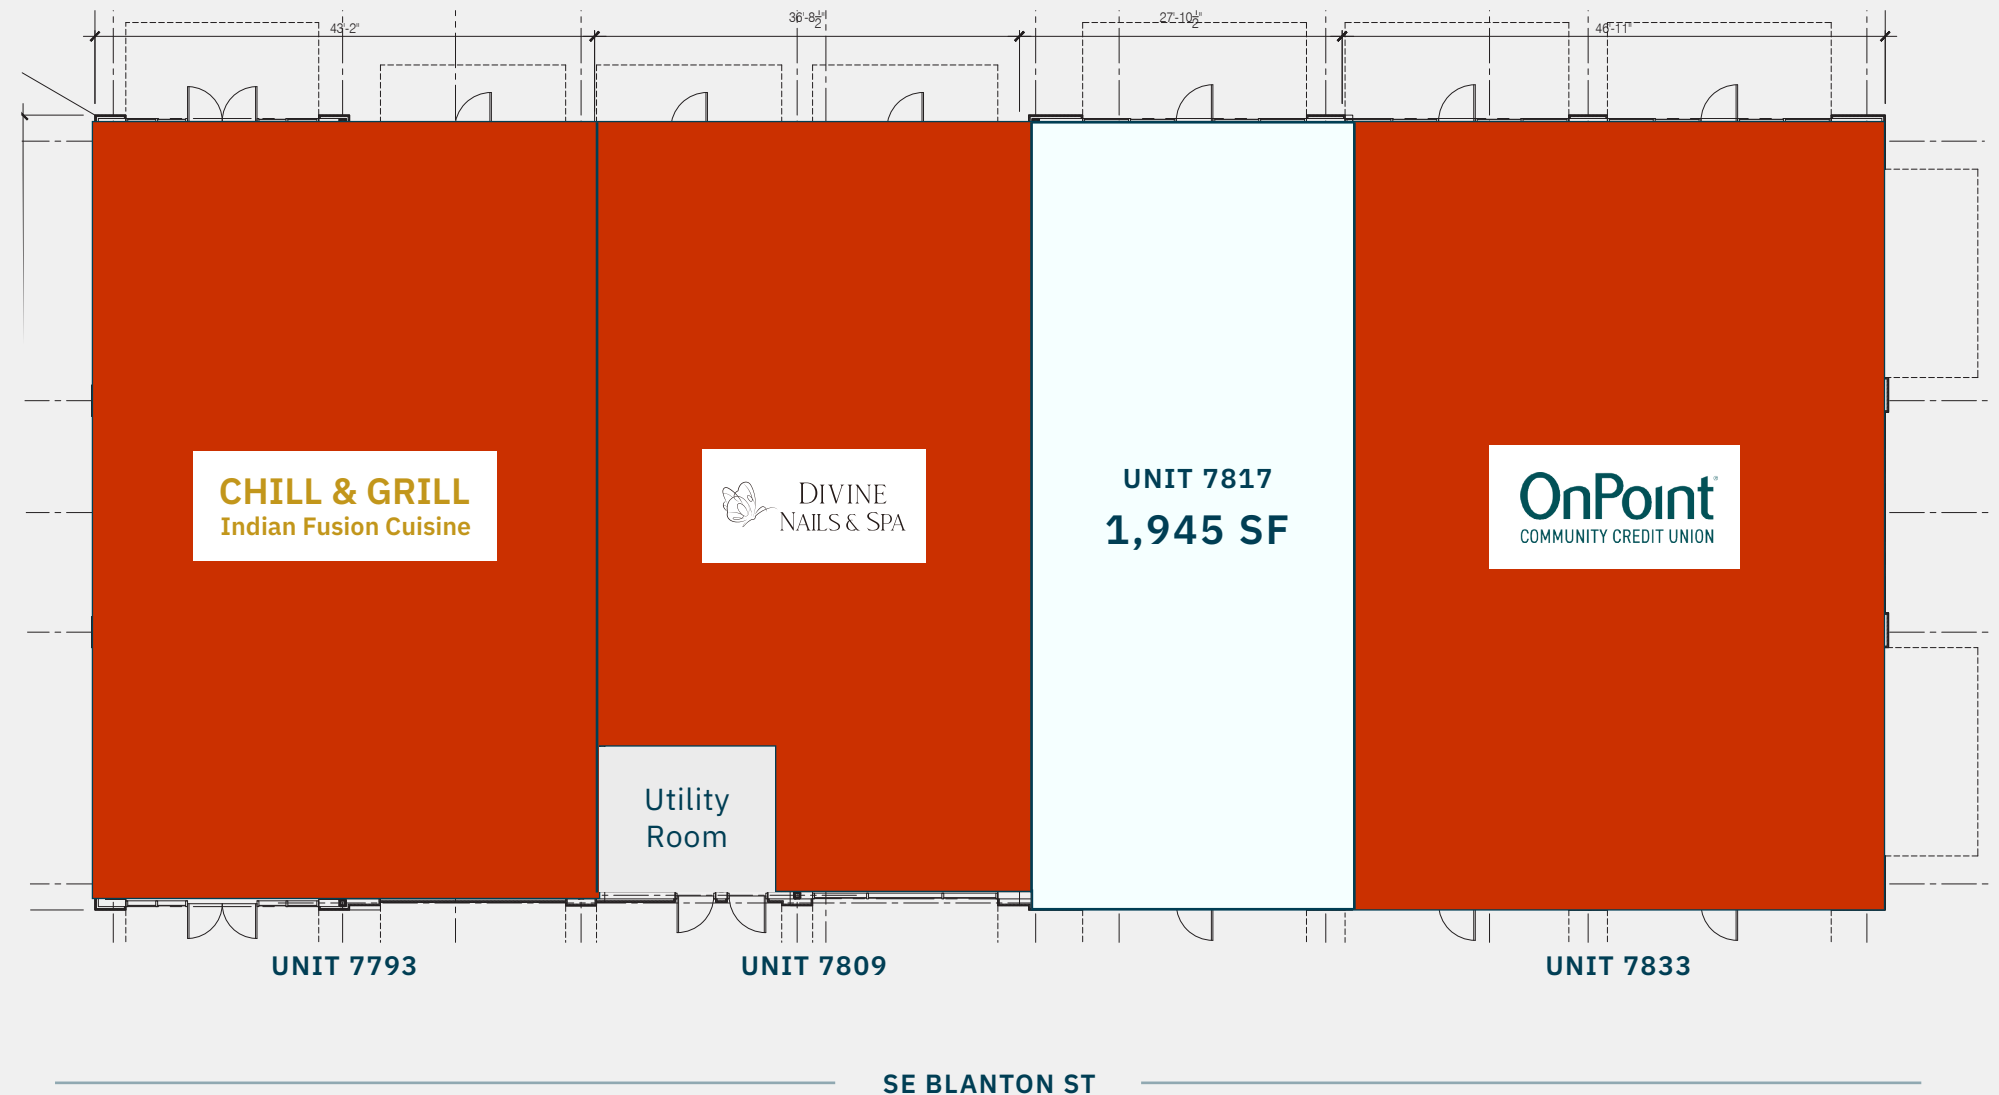 43'-2"
36'-8½"
27'-10½"
46'-11"
CHILL & GRILL
Indian Fusion Cuisine
DIVINE
NAILS & SPA
UNIT 7817
1,945 SF
OnPoint®
COMMUNITY CREDIT UNION
Utility
Room
UNIT 7793
UNIT 7809
UNIT 7833
SE BLANTON ST